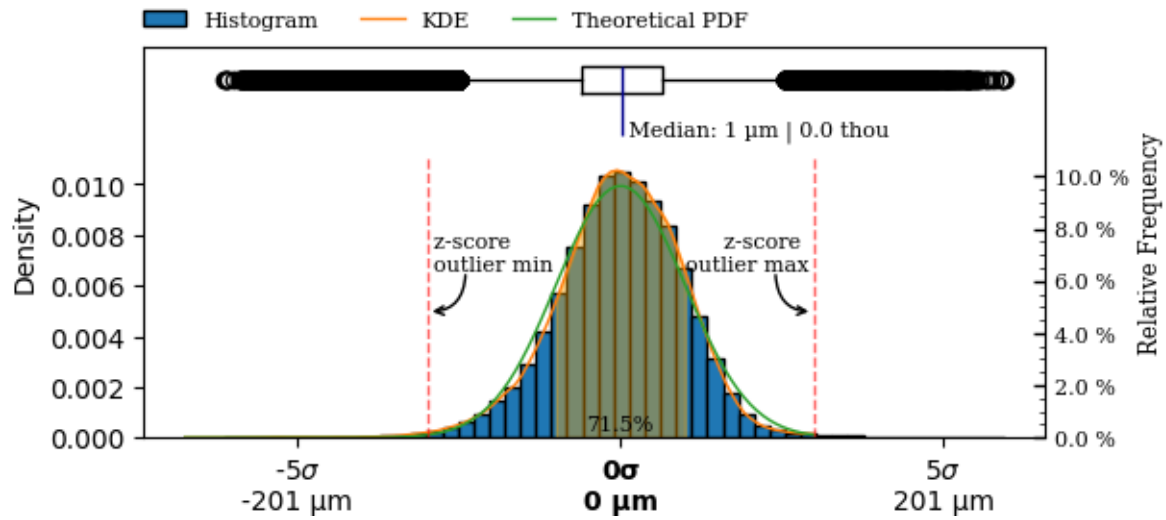 Histogram KDE Theoretical PDF
Median: 1 μm | 0.0 thou
Density
Relative Frequency
0.010
0.008
0.006
0.004
0.002
0.000
10.0 %
8.0 %
6.0 %
4.0 %
2.0 %
0.0 %
z-score
outlier min
z-score
outlier max
71.5%
-5σ 0σ 5σ
-201 μm 0 μm 201 μm